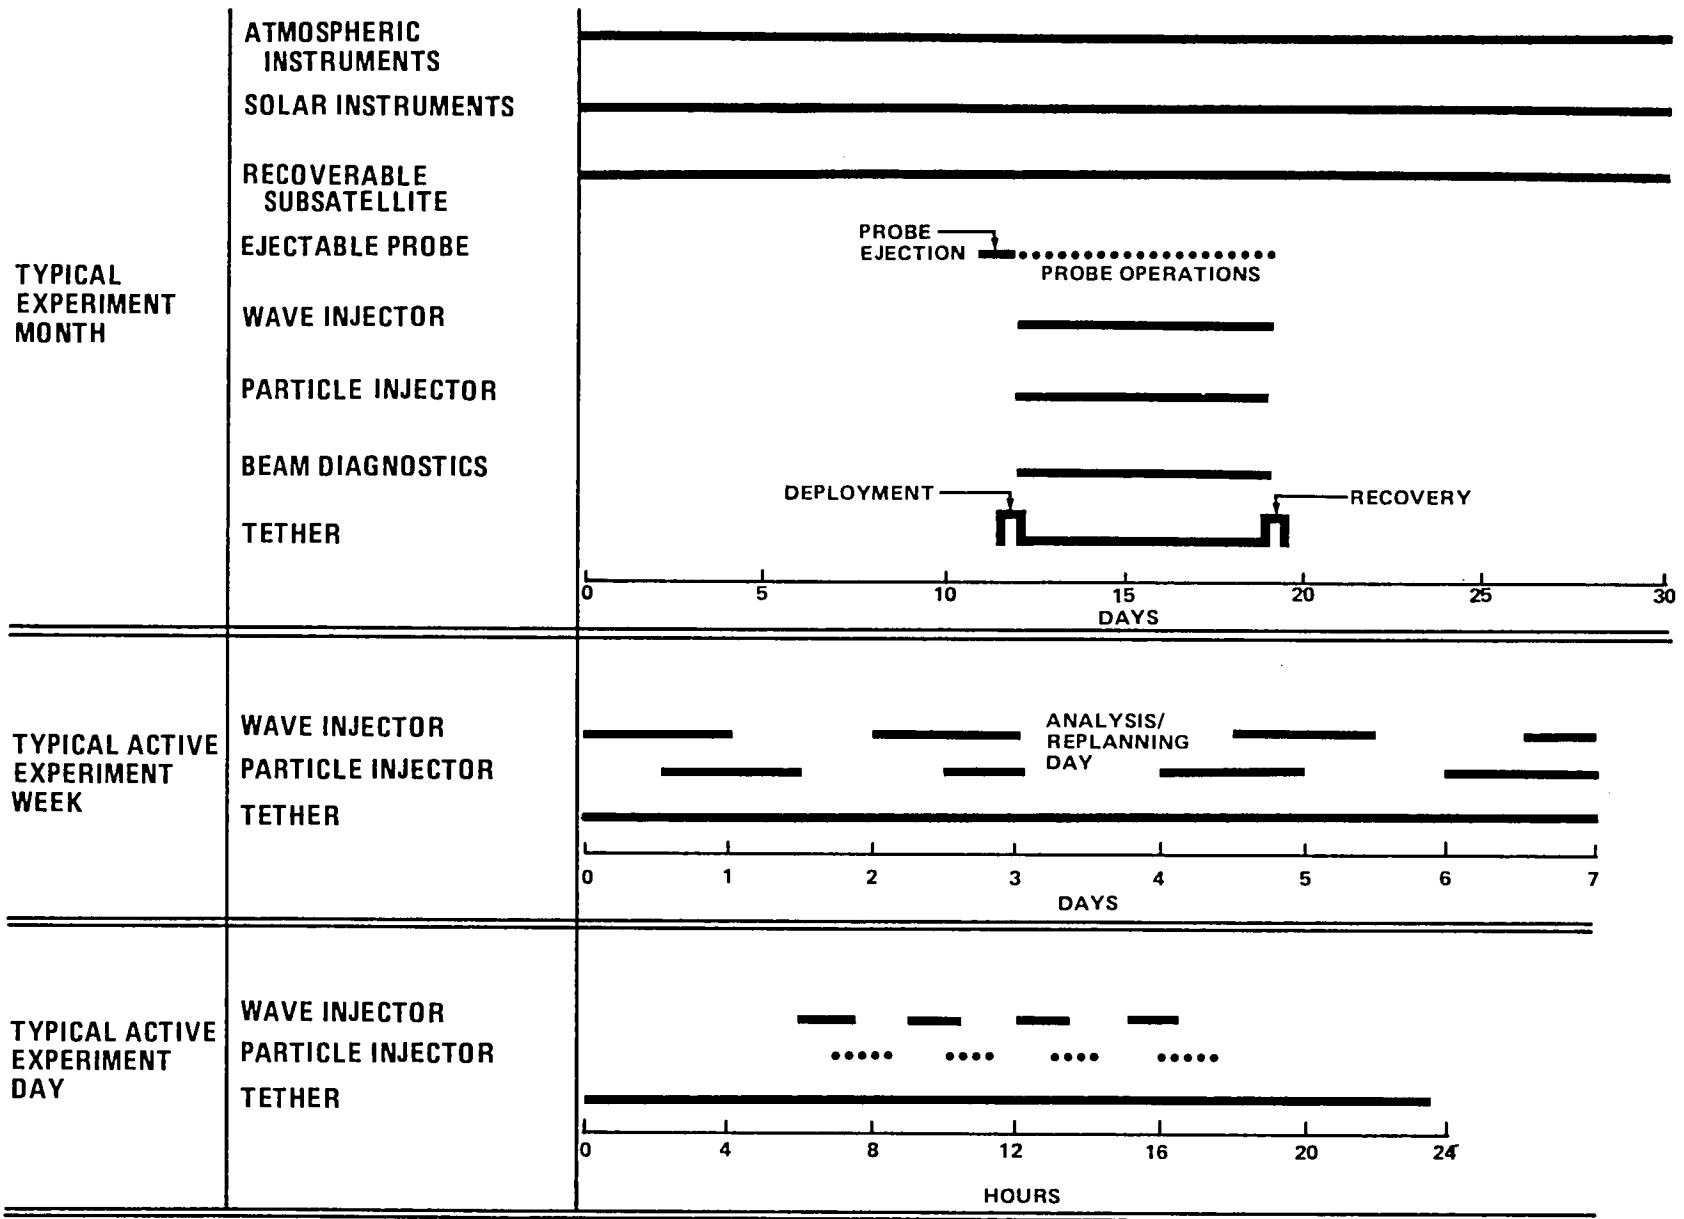 ATMOSPHERIC
INSTRUMENTS
SOLAR INSTRUMENTS
RECOVERABLE
SUBSATELLITE
EJECTABLE PROBE
PROBE
EJECTION
PROBE OPERATIONS
TYPICAL
EXPERIMENT
MONTH
WAVE INJECTOR
PARTICLE INJECTOR
BEAM DIAGNOSTICS
DEPLOYMENT
RECOVERY
TETHER
0 5 10 15 20 25 30
DAYS
TYPICAL ACTIVE
EXPERIMENT
WEEK
WAVE INJECTOR
ANALYSIS/
REPLANNING
DAY
PARTICLE INJECTOR
TETHER
0 1 2 3 4 5 6 7
DAYS
TYPICAL ACTIVE
EXPERIMENT
DAY
WAVE INJECTOR
PARTICLE INJECTOR
TETHER
0 4 8 12 16 20 24
HOURS